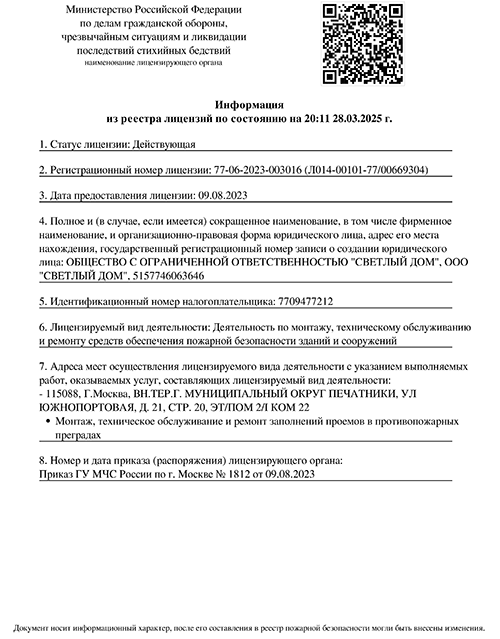 Министерство Российской Федерации
по делам гражданской обороны,
чрезвычайным ситуациям и ликвидации
последствий стихийных бедствий
наименование лицензирующего органа
Информация
из реестра лицензий по состоянию на 20:11 28.03.2025 г.
1. Статус лицензии: Действующая
2. Регистрационный номер лицензии: 77-06-2023-003016 (Л014-00101-77/00669304)
3. Дата предоставления лицензии: 09.08.2023
4. Полное и (в случае, если имеется) сокращенное наименование, в том числе фирменное
наименование, и организационно-правовая форма юридического лица, адрес его места
нахождения, государственный регистрационный номер записи о создании юридического
лица: ОБЩЕСТВО С ОГРАНИЧЕННОЙ ОТВЕТСТВЕННОСТЬЮ "СВЕТЛЫЙ ДОМ", ООО
"СВЕТЛЫЙ ДОМ", 5157746063646
5. Идентификационный номер налогоплательщика: 7709477212
6. Лицензируемый вид деятельности: Деятельность по монтажу, техническому обслуживанию
и ремонту средств обеспечения пожарной безопасности зданий и сооружений
7. Адреса мест осуществления лицензируемого вида деятельности с указанием выполняемых
работ, оказываемых услуг, составляющих лицензируемый вид деятельности:
- 115088, Г.Москва, ВН.ТЕР.Г. МУНИЦИПАЛЬНЫЙ ОКРУГ ПЕЧАТНИКИ, УЛ
ЮЖНОПОРТОВАЯ, Д. 21, СТР. 20, ЭТ/ПОМ 2/I КОМ 22
• Монтаж, техническое обслуживание и ремонт заполнений проемов в противопожарных
преградах
8. Номер и дата приказа (распоряжения) лицензирующего органа:
Приказ ГУ МЧС России по г. Москве № 1812 от 09.08.2023
Документ носит информационный характер, после его составления в реестр пожарной безопасности могли быть внесены изменения.